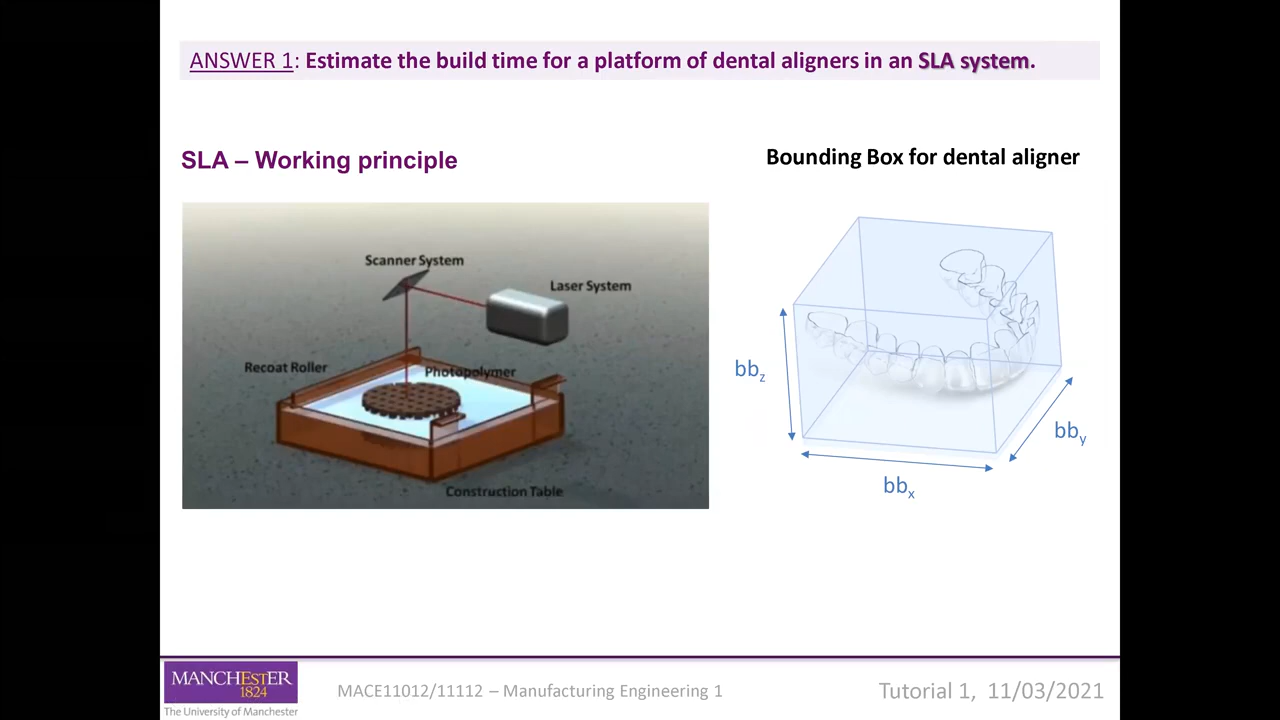 ANSWER 1: Estimate the build time for a platform of dental aligners in an SLA system.
SLA – Working principle
Bounding Box for dental aligner
Scanner System
Laser System
Recoat Roller
Photopolymer
Construction Table
bbz
bby
bbx
MANCHESTER
1824
The University of Manchester
MACE11012/11112 – Manufacturing Engineering 1
Tutorial 1, 11/03/2021